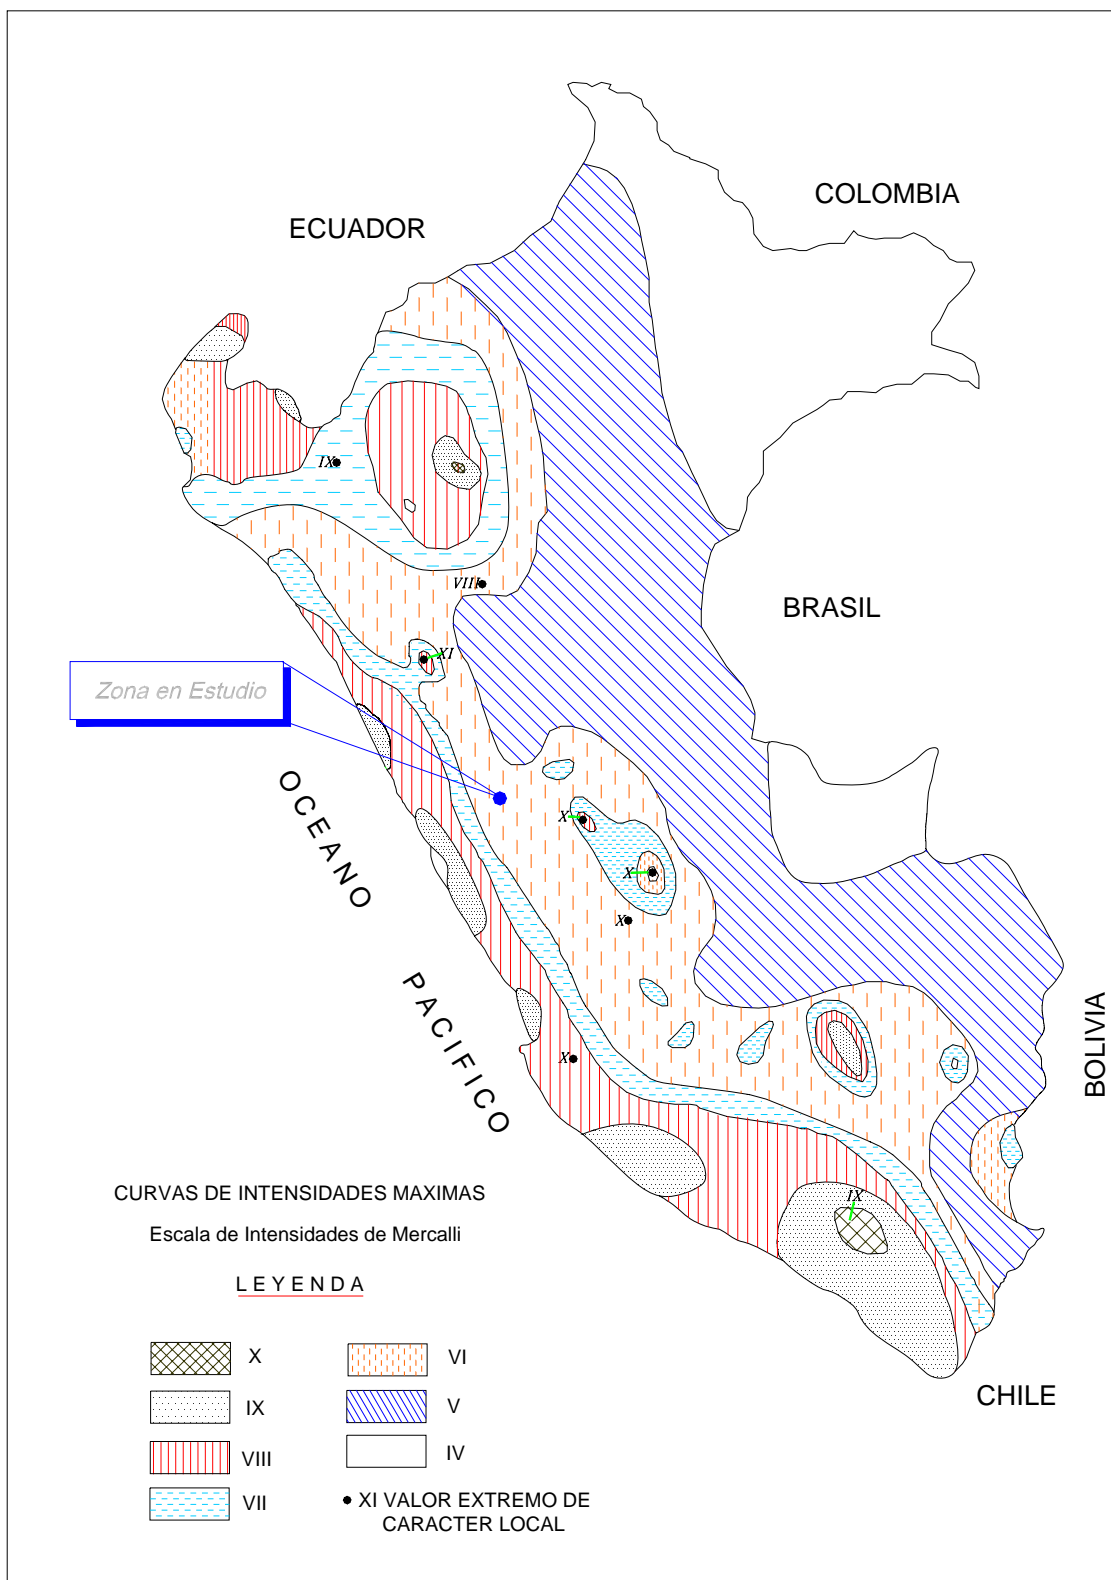 COLOMBIA
ECUADOR
IX
VIII
BRASIL
XI
Zona en Estudio
OCEANO
PACIFICO
X
X
X
X
BOLIVIA
IX
CURVAS DE INTENSIDADES MAXIMAS
Escala de Intensidades de Mercalli
LEYENDA
X
IX
VIII
VII
VI
V
IV
XI VALOR EXTREMO DE
CARACTER LOCAL
CHILE